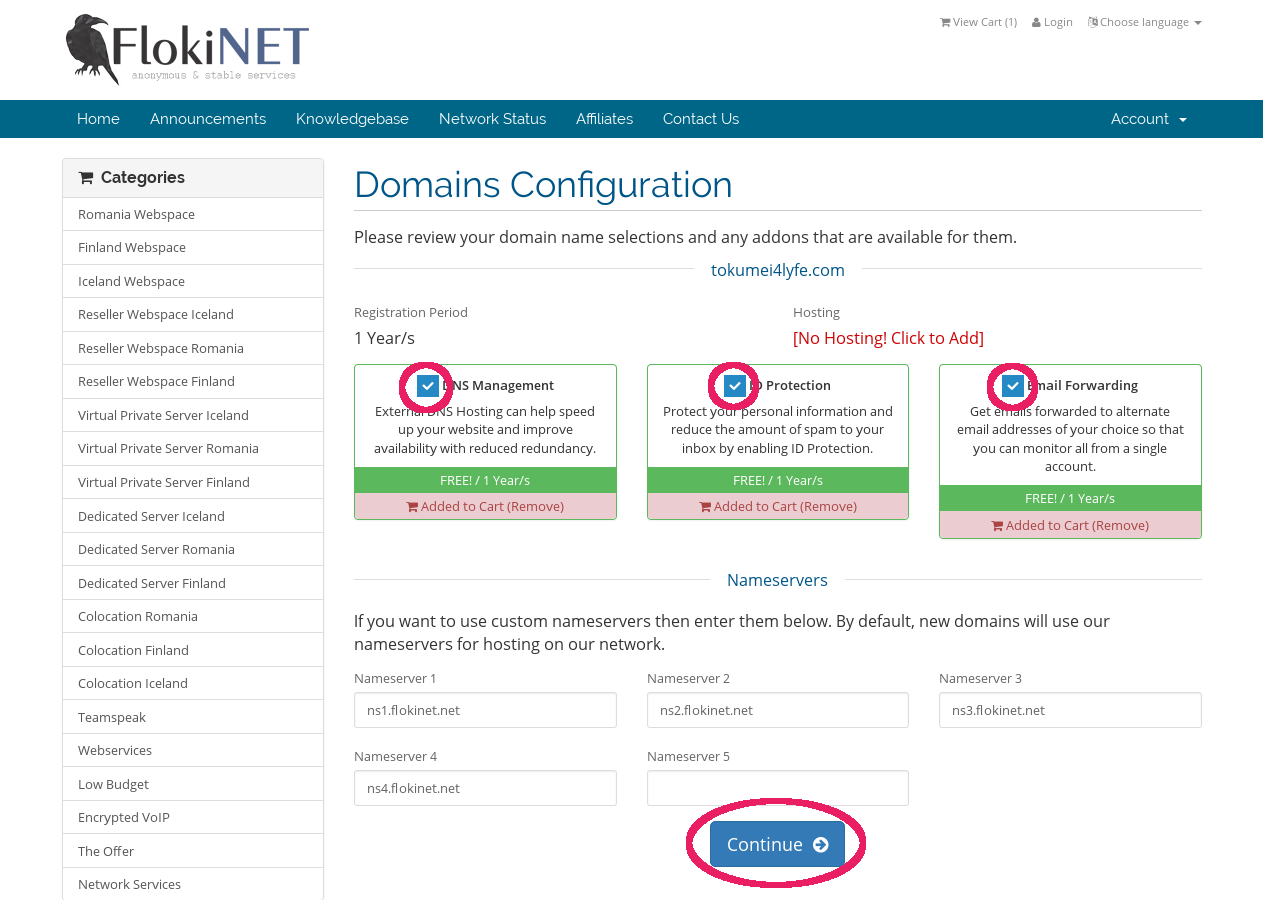 FlokiNET
anonymous & stable services
View Cart (1) Login Choose language
Home Announcements Knowledgebase Network Status Affiliates Contact Us Account
Categories
Romania Webspace
Finland Webspace
Iceland Webspace
Reseller Webspace Iceland
Reseller Webspace Romania
Reseller Webspace Finland
Virtual Private Server Iceland
Virtual Private Server Romania
Virtual Private Server Finland
Dedicated Server Iceland
Dedicated Server Romania
Dedicated Server Finland
Colocation Romania
Colocation Finland
Colocation Iceland
Teamspeak
Webservices
Low Budget
Encrypted VoIP
The Offer
Network Services
Domains Configuration
Please review your domain name selections and any addons that are available for them.
tokumei4lyfe.com
Registration Period
1 Year/s
Hosting
[No Hosting! Click to Add]
DNS Management
External DNS Hosting can help speed
up your website and improve
availability with reduced redundancy.
FREE! / 1 Year/s
Added to Cart (Remove)
ID Protection
Protect your personal information and
reduce the amount of spam to your
inbox by enabling ID Protection.
FREE! / 1 Year/s
Added to Cart (Remove)
Email Forwarding
Get emails forwarded to alternate
email addresses of your choice so that
you can monitor all from a single
account.
FREE! / 1 Year/s
Added to Cart (Remove)
Nameservers
If you want to use custom nameservers then enter them below. By default, new domains will use our
nameservers for hosting on our network.
Nameserver 1
ns1.flokinet.net
Nameserver 2
ns2.flokinet.net
Nameserver 3
ns3.flokinet.net
Nameserver 4
ns4.flokinet.net
Nameserver 5
Continue